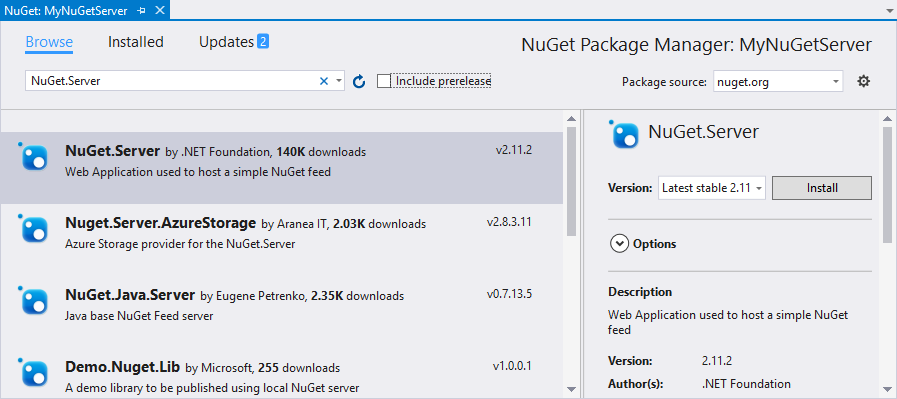 NuGet: MyNuGetServer
Browse Installed Updates 2
NuGet Package Manager: MyNuGetServer
NuGet.Server
Include prerelease
Package source: nuget.org
NuGet.Server by .NET Foundation, 140K downloads v2.11.2
Web Application used to host a simple NuGet feed
Nuget.Server.AzureStorage by Aranea IT, 2.03K downloads v2.8.3.11
Azure Storage provider for the NuGet.Server
NuGet.Java.Server by Eugene Petrenko, 2.35K downloads v0.7.13.5
Java base NuGet Feed server
Demo.Nuget.Lib by Microsoft, 255 downloads v1.0.0.1
A demo library to be published using local NuGet server
NuGet.Server
Version: Latest stable 2.11 Install
Options
Description
Web Application used to host a simple NuGet
feed
Version: 2.11.2
Author(s): .NET Foundation